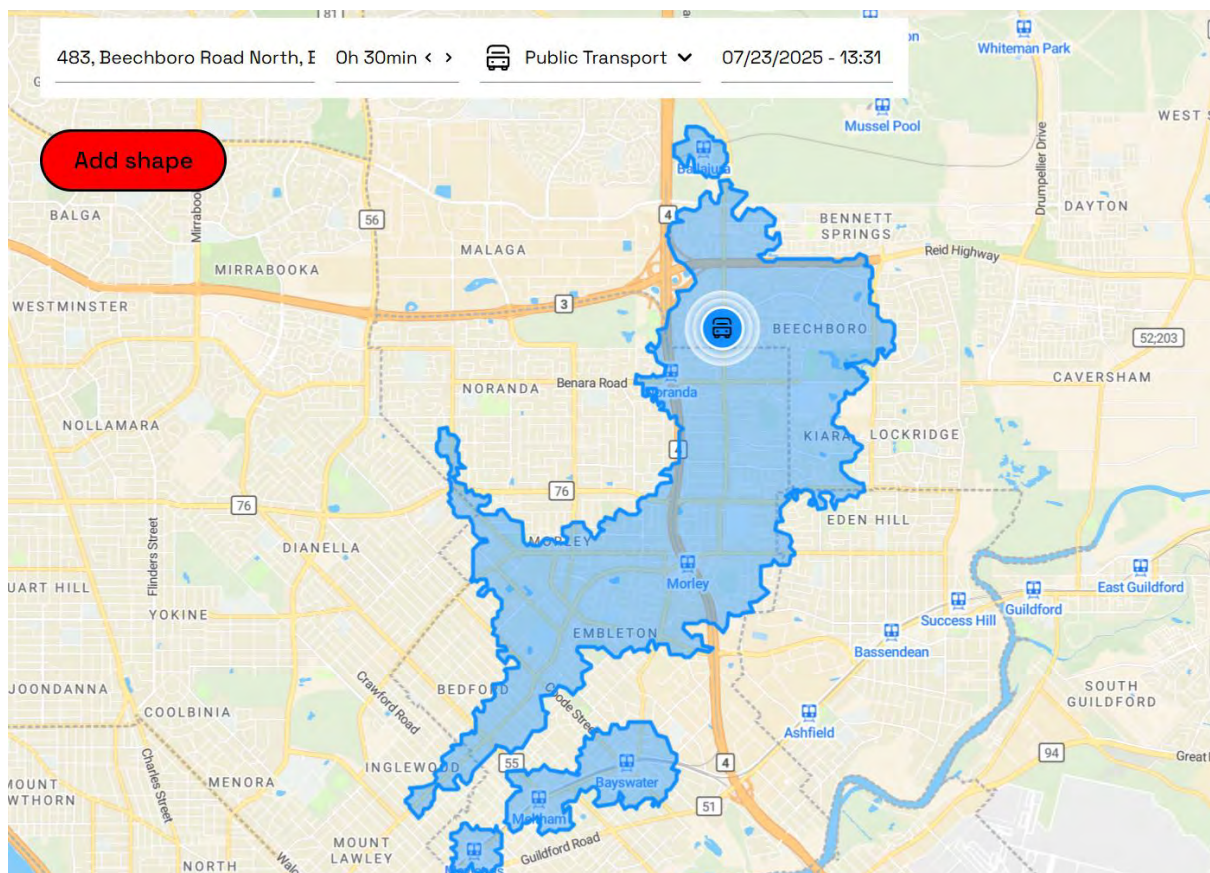 483, Beechboro Road North, E
0h 30min < >
Public Transport
07/23/2025 - 13:31
Add shape
Whiteman Park
Mussel Pool
WEST S
Drumpellier Drive
DAYTON
Ballajura
4
BALGA
56
BENNETT
SPRINGS
MALAGA
Reid Highway
MIRRABOOKA
WESTMINSTER
3
BEECHBORO
52;203
Benara Road
NORANDA
CAVERSHAM
NOLLAMARA
KIARA
LOCKRIDGE
4
76
76
Flinders Street
EDEN HILL
MORLEY
DIANELLA
Morley
East Guildford
UART HILL
Guildford
YOKINE
Success Hill
EMBLETON
Bassendean
JOONDANNA
BEDFORD
SOUTH
GUILDFORD
COOLBINIA
Crawford Road
Coode Street
Ashfield
Charles Street
INGLEWOOD
55
4
94
Great
MENORA
Bayswater
MOUNT
WTHORN
51
Meltham
MOUNT
LAWLEY
Guildford Road
NORTH